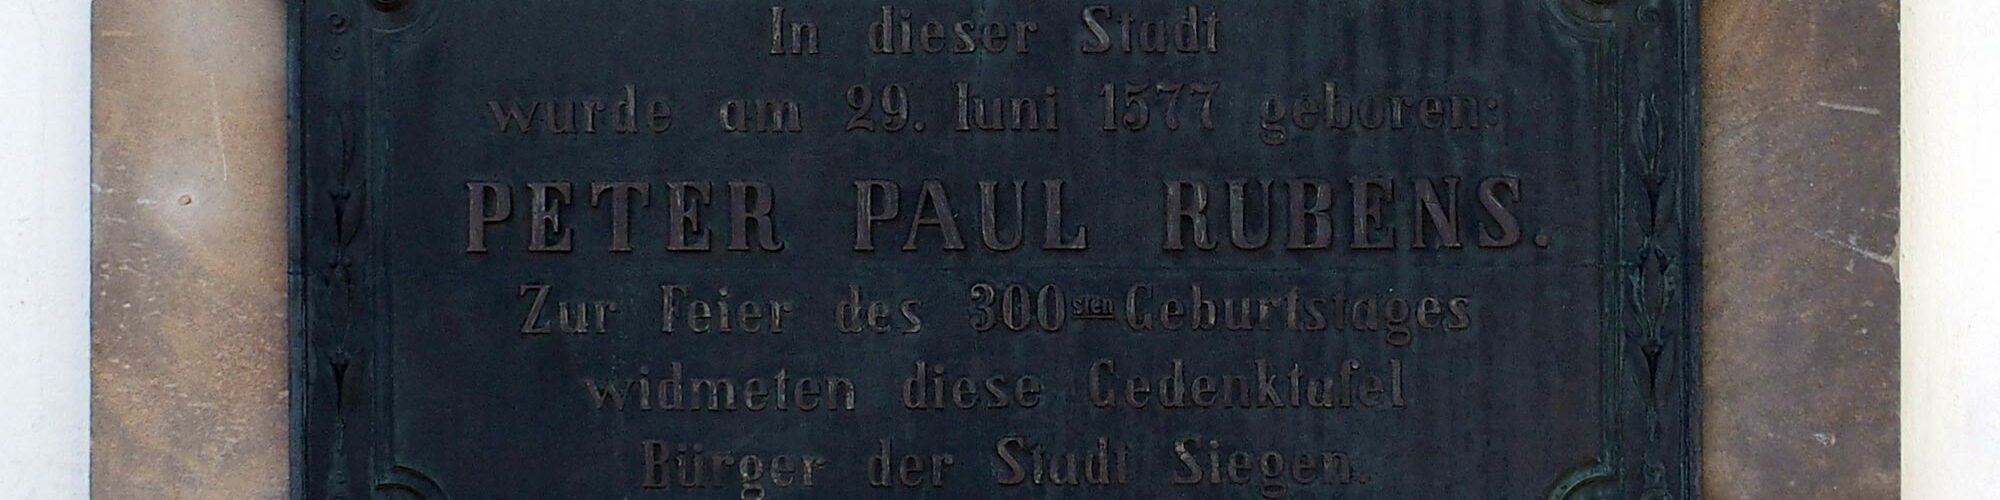 In dieser Stadt
wurde am 29. Iuni 1577 geboren:
PETER PAUL RUBENS.
Zur Feier des 300sten Geburtstages
widmeten diese Gedenktafel
Bürger der Stadt Siegen.